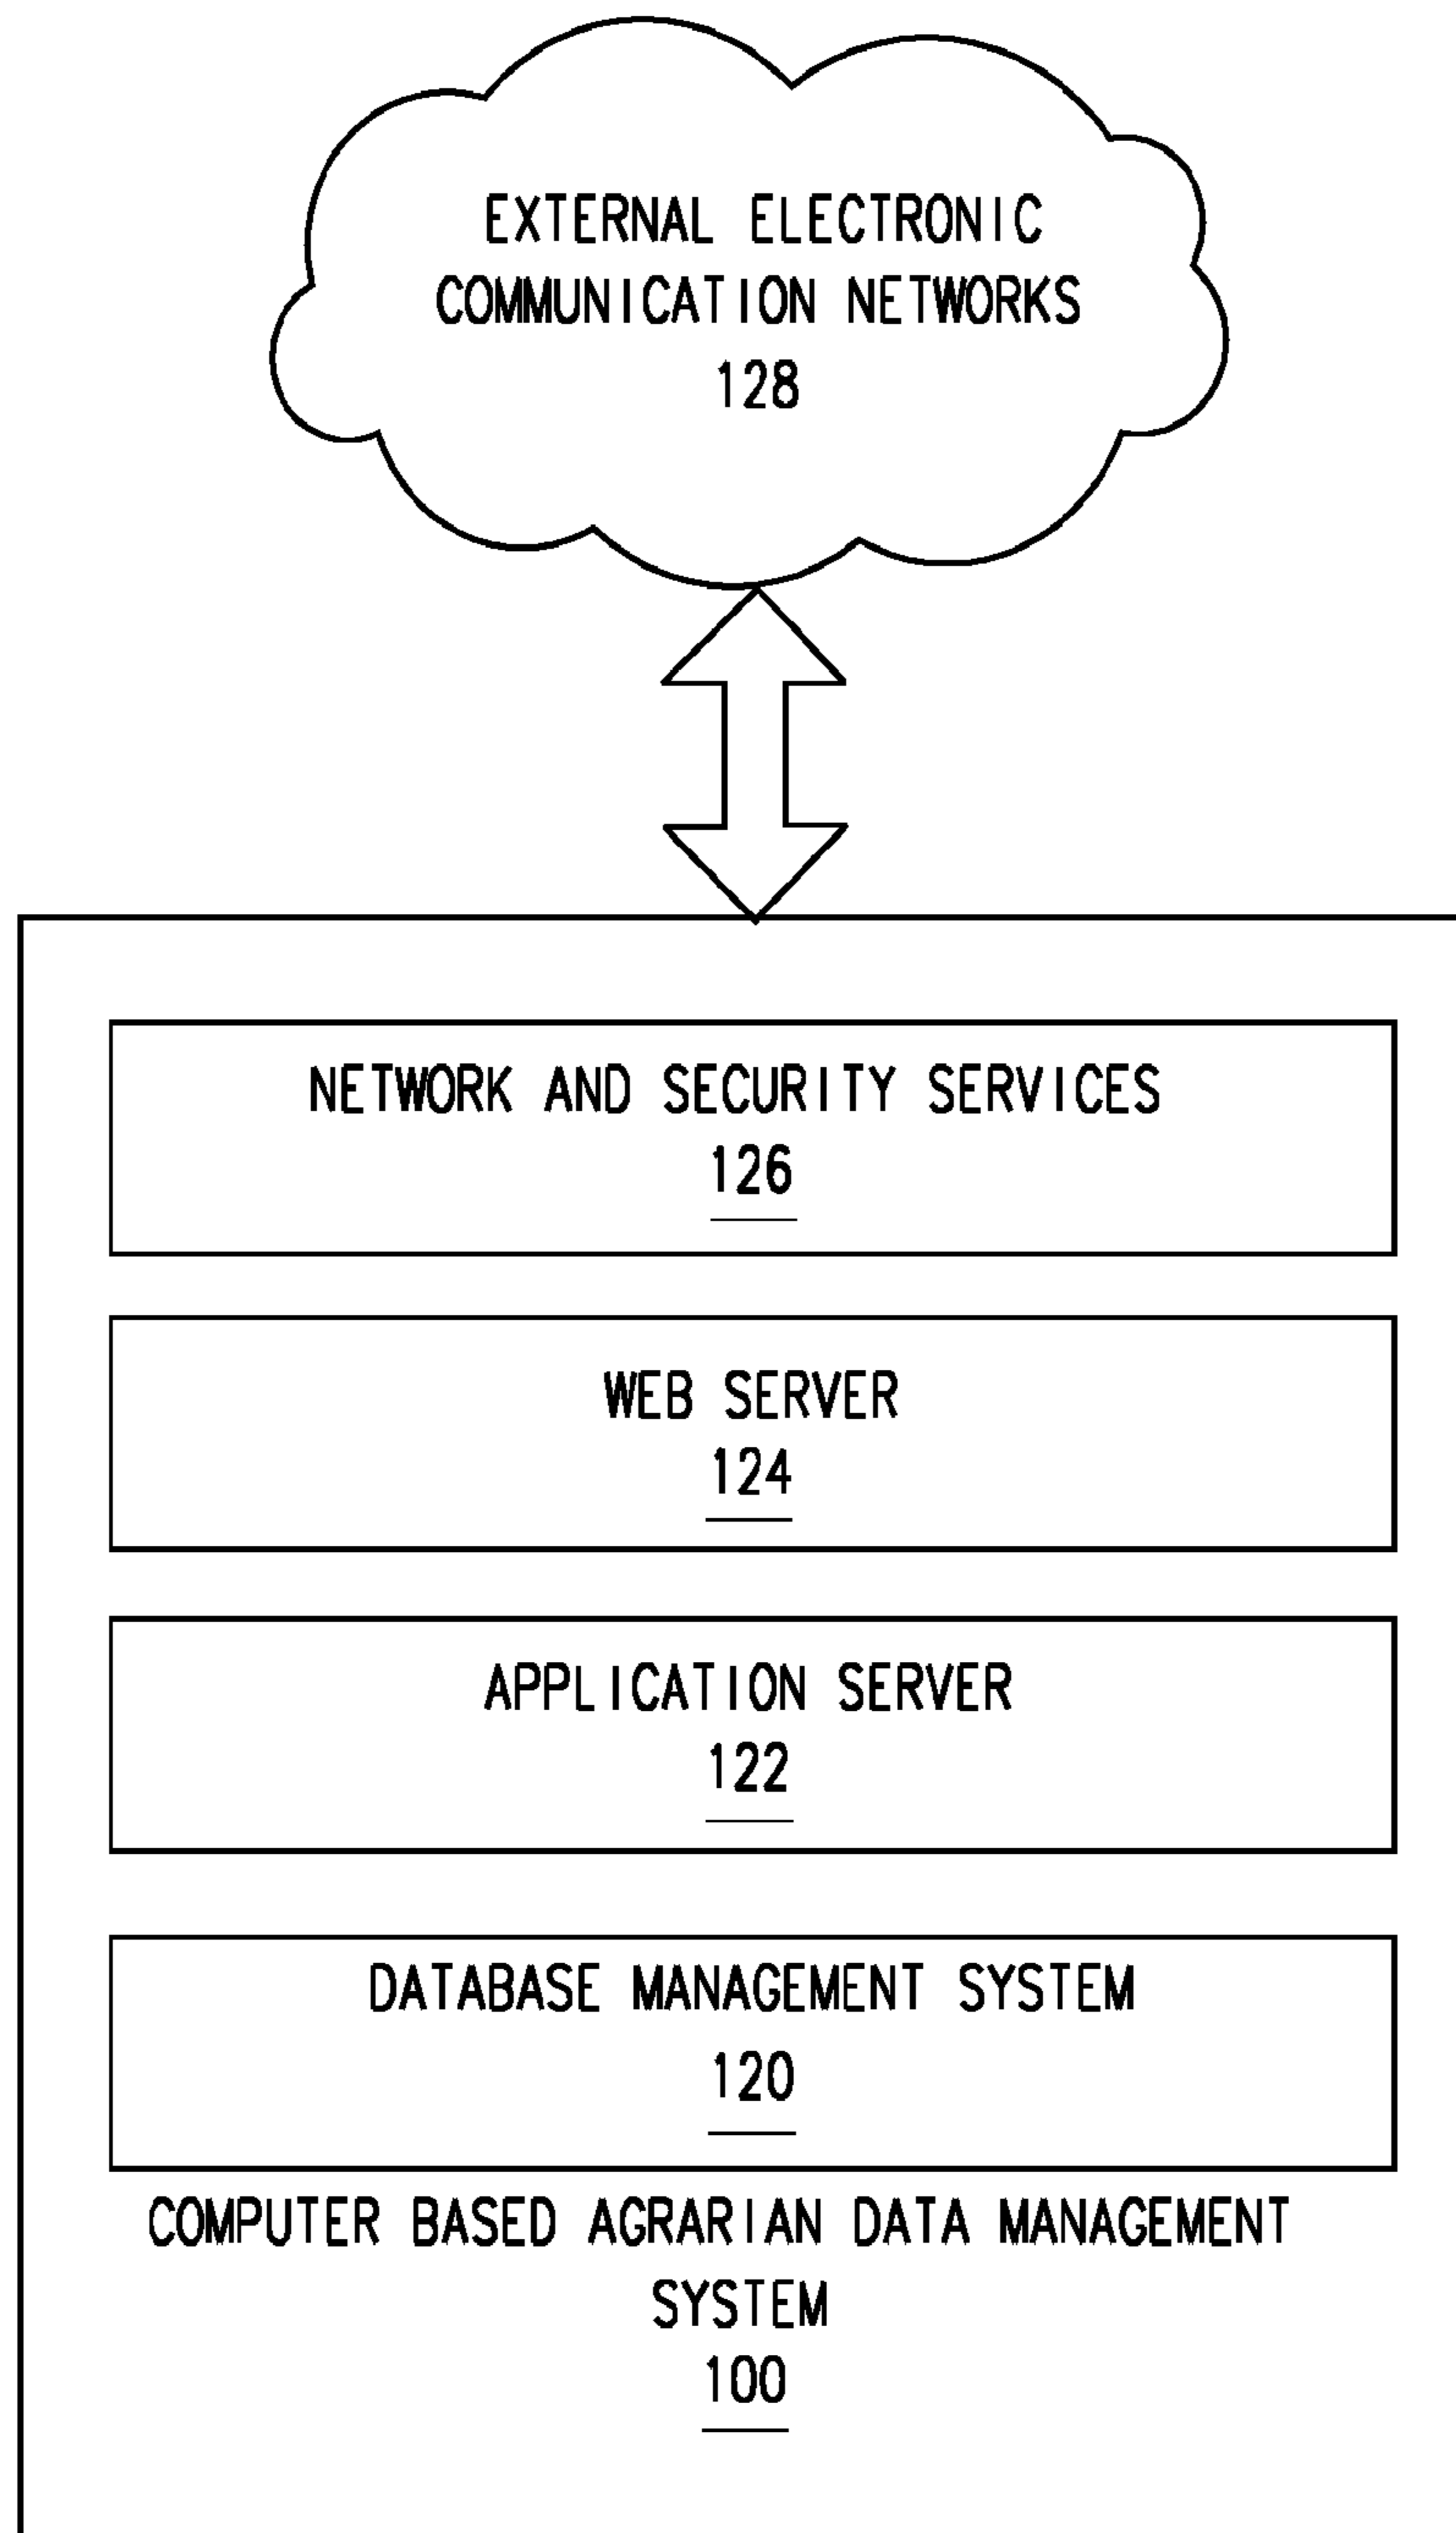 EXTERNAL ELECTRONIC
COMMUNICATION NETWORKS
128
NETWORK AND SECURITY SERVICES
126
WEB SERVER
124
APPLICATION SERVER
122
DATABASE MANAGEMENT SYSTEM
120
COMPUTER BASED AGRARIAN DATA MANAGEMENT
SYSTEM
100